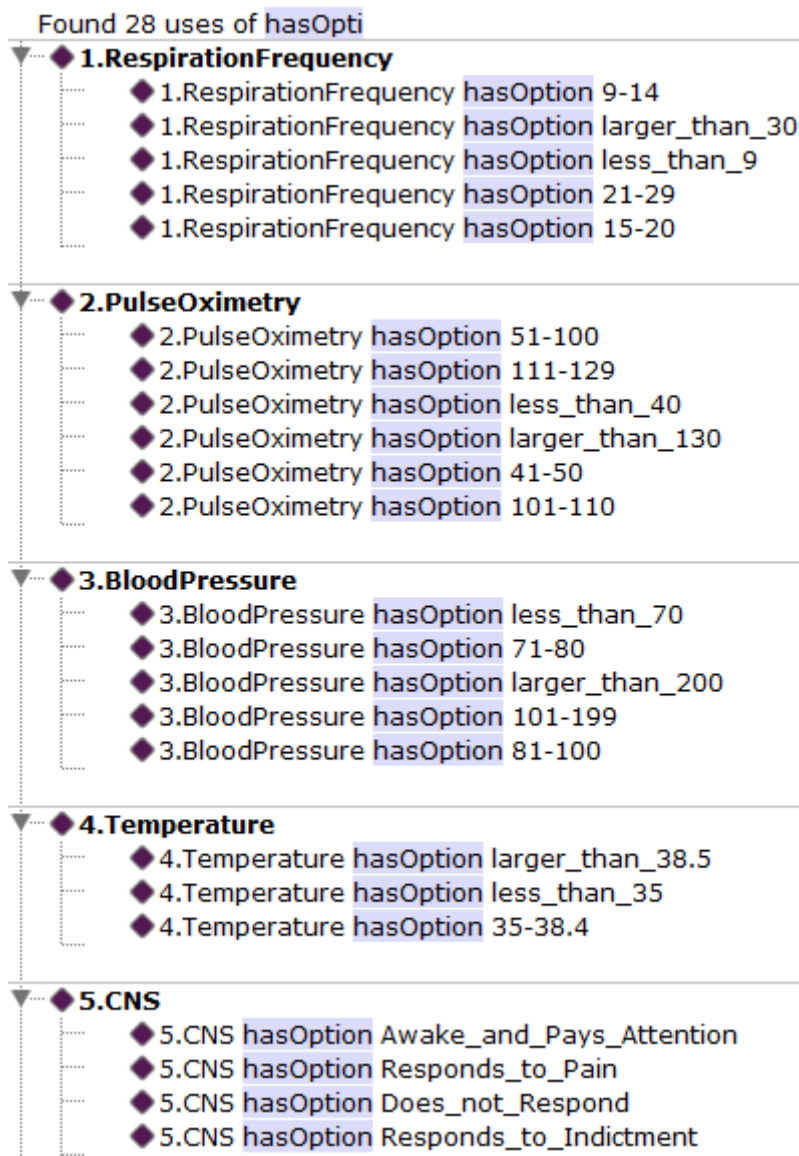 Found 28 uses of hasOpti
1.RespirationFrequency
1.RespirationFrequency hasOption 9-14
1.RespirationFrequency hasOption larger_than_30
1.RespirationFrequency hasOption less_than_9
1.RespirationFrequency hasOption 21-29
1.RespirationFrequency hasOption 15-20
2.PulseOximetry
2.PulseOximetry hasOption 51-100
2.PulseOximetry hasOption 111-129
2.PulseOximetry hasOption less_than_40
2.PulseOximetry hasOption larger_than_130
2.PulseOximetry hasOption 41-50
2.PulseOximetry hasOption 101-110
3.BloodPressure
3.BloodPressure hasOption less_than_70
3.BloodPressure hasOption 71-80
3.BloodPressure hasOption larger_than_200
3.BloodPressure hasOption 101-199
3.BloodPressure hasOption 81-100
4.Temperature
4.Temperature hasOption larger_than_38.5
4.Temperature hasOption less_than_35
4.Temperature hasOption 35-38.4
5.CNS
5.CNS hasOption Awake_and_Pays_Attention
5.CNS hasOption Responds_to_Pain
5.CNS hasOption Does_not_Respond
5.CNS hasOption Responds_to_Indictment